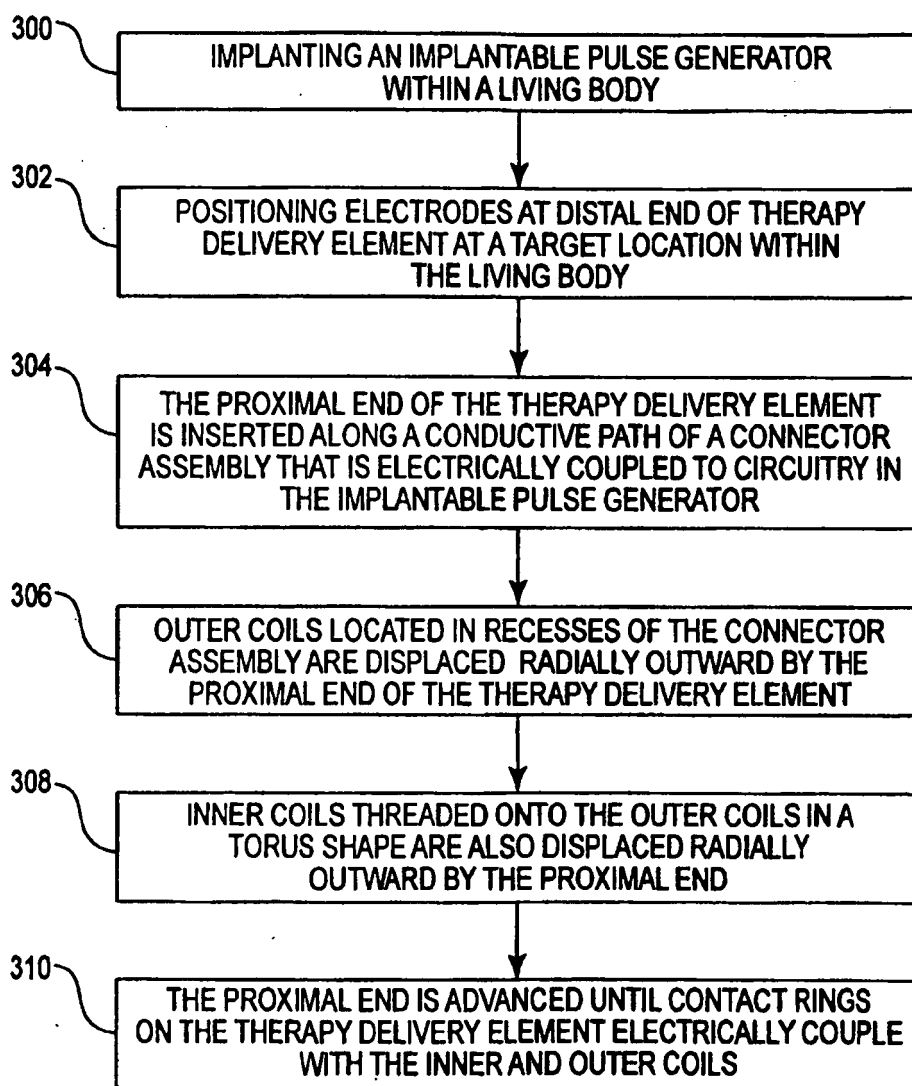 300
IMPLANTING AN IMPLANTABLE PULSE GENERATOR
WITHIN A LIVING BODY
302
POSITIONING ELECTRODES AT DISTAL END OF THERAPY
DELIVERY ELEMENT AT A TARGET LOCATION WITHIN
THE LIVING BODY
304
THE PROXIMAL END OF THE THERAPY DELIVERY ELEMENT
IS INSERTED ALONG A CONDUCTIVE PATH OF A CONNECTOR
ASSEMBLY THAT IS ELECTRICALLY COUPLED TO CIRCUITRY IN
THE IMPLANTABLE PULSE GENERATOR
306
OUTER COILS LOCATED IN RECESSES OF THE CONNECTOR
ASSEMBLY ARE DISPLACED RADIALLY OUTWARD BY THE
PROXIMAL END OF THE THERAPY DELIVERY ELEMENT
308
INNER COILS THREADED ONTO THE OUTER COILS IN A
TORUS SHAPE ARE ALSO DISPLACED RADIALLY
OUTWARD BY THE PROXIMAL END
310
THE PROXIMAL END IS ADVANCED UNTIL CONTACT RINGS
ON THE THERAPY DELIVERY ELEMENT ELECTRICALLY COUPLE
WITH THE INNER AND OUTER COILS